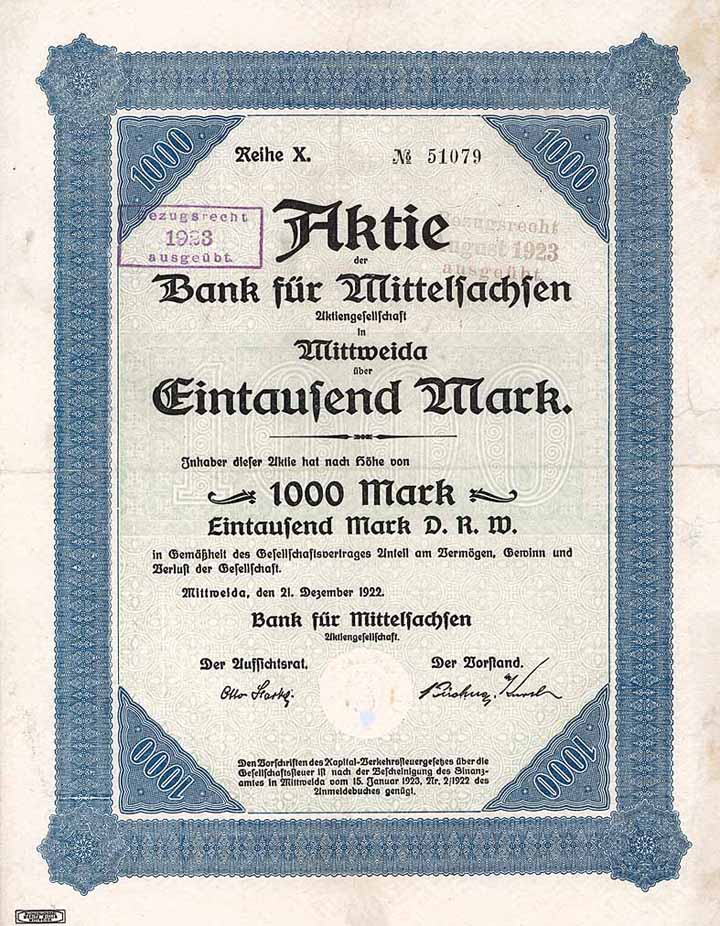 1000
1000
Reihe X.
№ 51079
Bezugsrecht
1923
ausgeübt.
Bezugsrecht
August 1923
ausgeübt.
Aktie
der
Bank für Mittelsachsen
Aktiengesellschaft
in
Mittweida
über
Eintausend Mark.
1000
Inhaber dieser Aktie hat nach Höhe von
1000 Mark
Eintausend Mark D. R. W.
in Gemäßheit des Gesellschaftsvertrages Anteil am Vermögen, Gewinn und
Verlust der Gesellschaft.
Mittweida, den 21. Dezember 1922.
Bank für Mittelsachsen
Aktiengesellschaft.
Der Aufsichtsrat.
Der Vorstand.
Otto
Den Vorschriften des Kapital-Verkehrsteuergesetzes über die
Gesellschaftsteuer ist nach der Bescheinigung des Finanz-
amtes in Mittweida vom 15. Januar 1923, Nr. 2/1922 des
Anmeldebuches genügt.
1000
1000